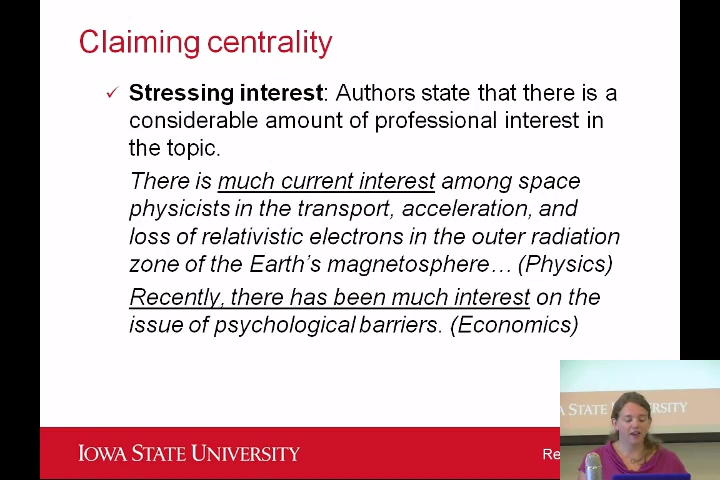 Claiming centrality
✓ Stressing interest: Authors state that there is a
considerable amount of professional interest in
the topic.
There is much current interest among space
physicists in the transport, acceleration, and
loss of relativistic electrons in the outer radiation
zone of the Earth's magnetosphere… (Physics)
Recently, there has been much interest on the
issue of psychological barriers. (Economics)
IOWA STATE UNIVERSITY
Re
STATE UNIVERSITY